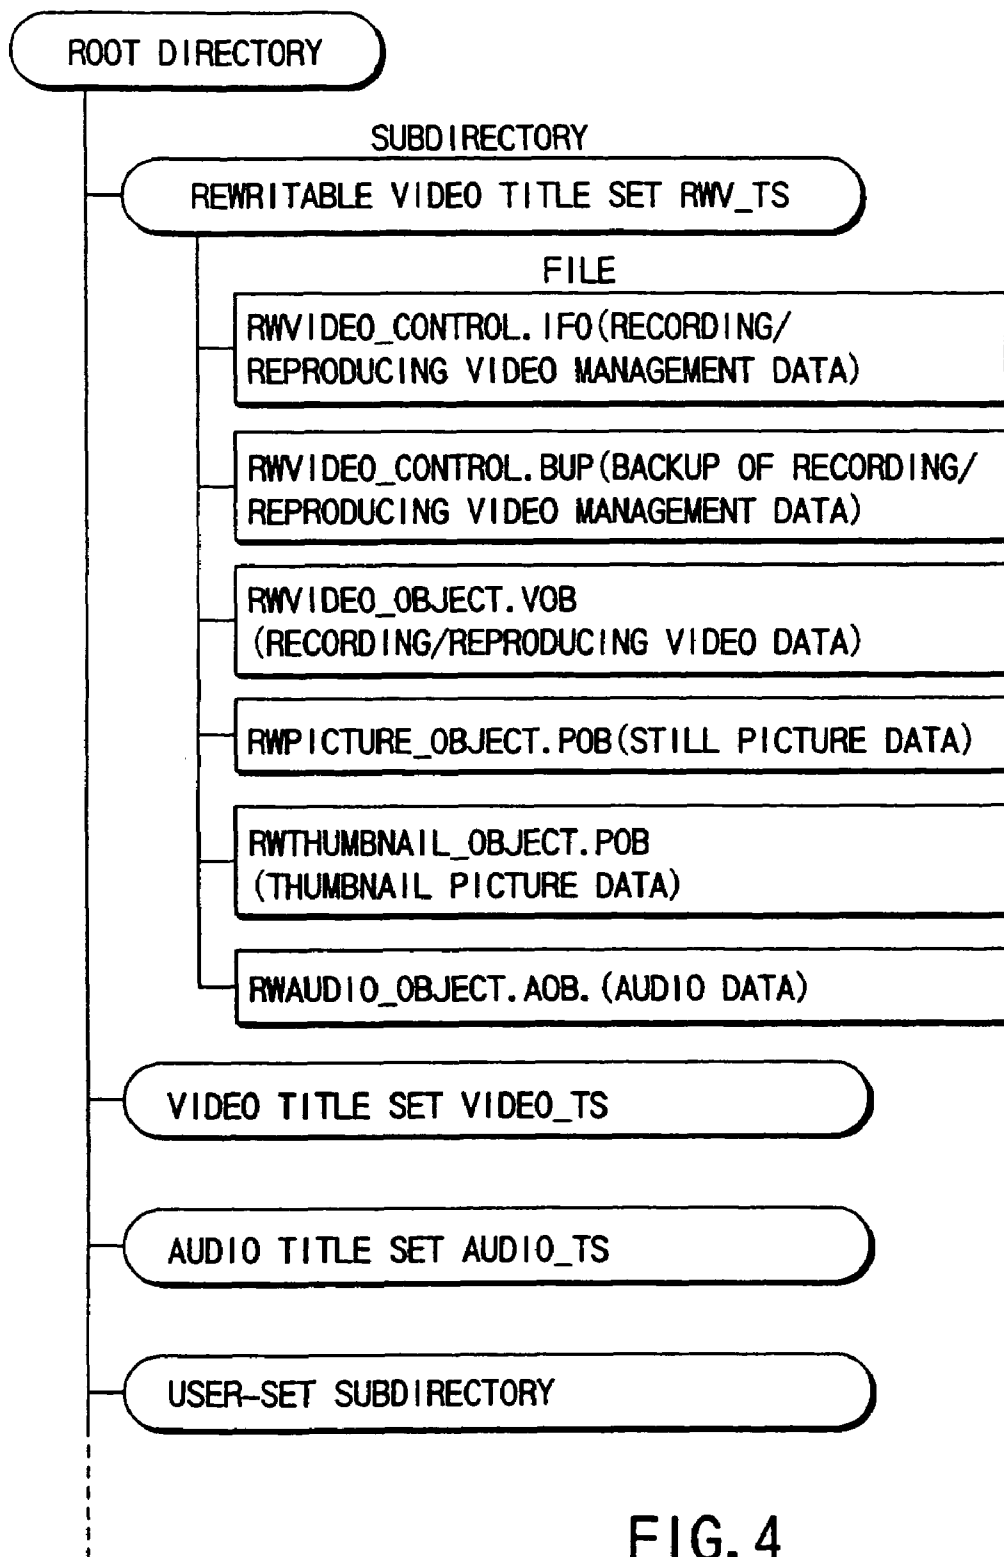 ROOT DIRECTORY
SUBDIRECTORY
REWRITABLE VIDEO TITLE SET RWV_TS
FILE
RWVIDEO_CONTROL.IFO(RECORDING/
REPRODUCING VIDEO MANAGEMENT DATA)
RWVIDEO_CONTROL.BUP(BACKUP OF RECORDING/
REPRODUCING VIDEO MANAGEMENT DATA)
RWVIDEO_OBJECT.VOB
(RECORDING/REPRODUCING VIDEO DATA)
RWPICTURE_OBJECT.POB(STILL PICTURE DATA)
RWTHUMBNAIL_OBJECT.POB
(THUMBNAIL PICTURE DATA)
RWAUDIO_OBJECT.AOB.(AUDIO DATA)
VIDEO TITLE SET VIDEO_TS
AUDIO TITLE SET AUDIO_TS
USER-SET SUBDIRECTORY
FIG. 4